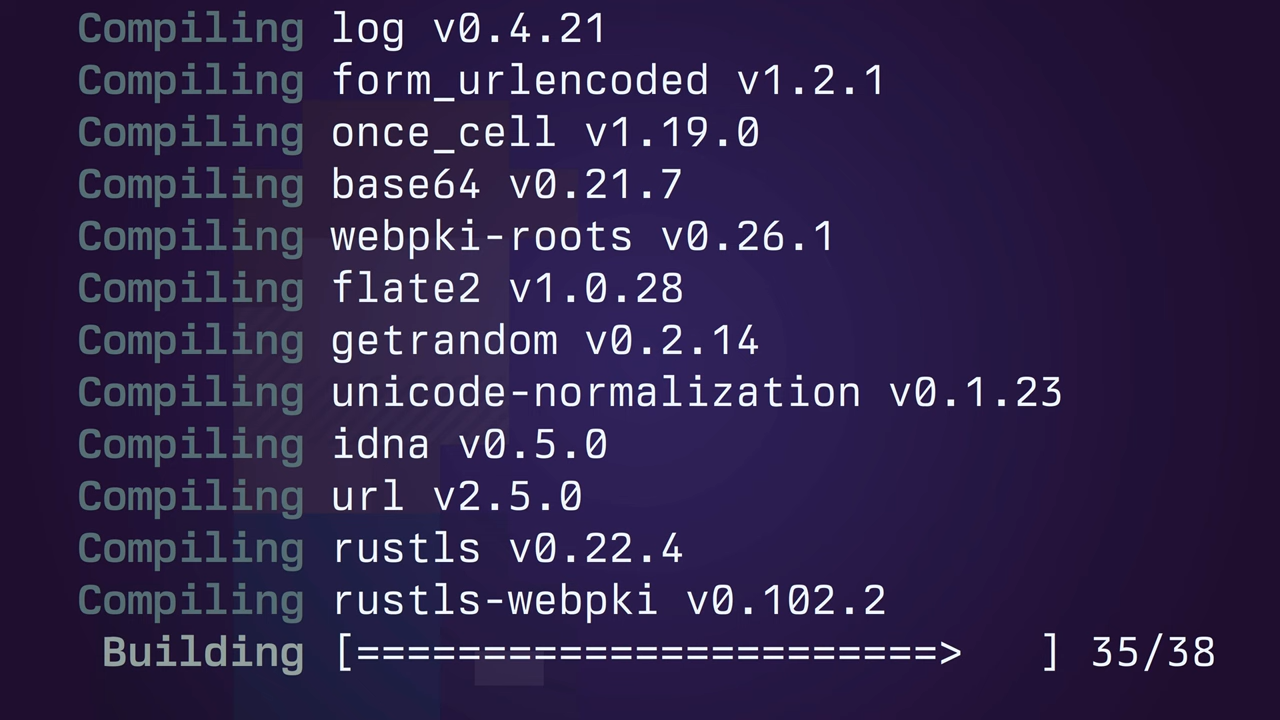 Compiling log v0.4.21
Compiling form_urlencoded v1.2.1
Compiling once_cell v1.19.0
Compiling base64 v0.21.7
Compiling webpki-roots v0.26.1
Compiling flate2 v1.0.28
Compiling getrandom v0.2.14
Compiling unicode-normalization v0.1.23
Compiling idna v0.5.0
Compiling url v2.5.0
Compiling rustls v0.22.4
Compiling rustls-webpki v0.102.2
Building [=======================>   ] 35/38